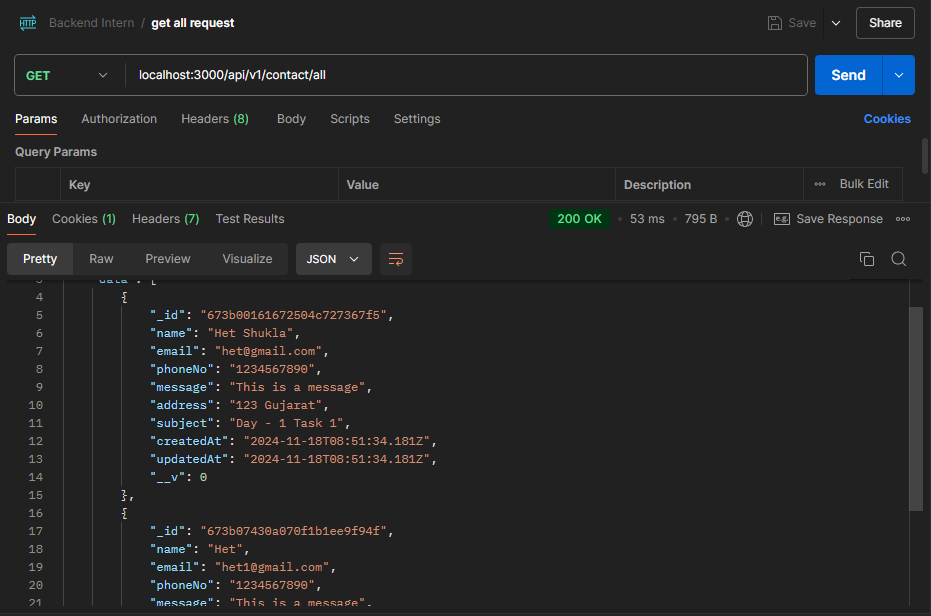 HTTP Backend Intern / get all request Save Share
GET localhost:3000/api/v1/contact/all Send
Params Authorization Headers (8) Body Scripts Settings Cookies
Query Params
Key Value Description ••• Bulk Edit
Body Cookies (1) Headers (7) Test Results 200 OK • 53 ms • 795 B • e.g. Save Response •••
Pretty Raw Preview Visualize JSON
3 "data": [
4 {
5 "_id": "673b00161672504c727367f5",
6 "name": "Het Shukla",
7 "email": "het@gmail.com",
8 "phoneNo": "1234567890",
9 "message": "This is a message",
10 "address": "123 Gujarat",
11 "subject": "Day - 1 Task 1",
12 "createdAt": "2024-11-18T08:51:34.181Z",
13 "updatedAt": "2024-11-18T08:51:34.181Z",
14 "__v": 0
15 },
16 {
17 "_id": "673b07430a070f1b1ee9f94f",
18 "name": "Het",
19 "email": "het1@gmail.com",
20 "phoneNo": "1234567890",
21 "message": "This is a message",